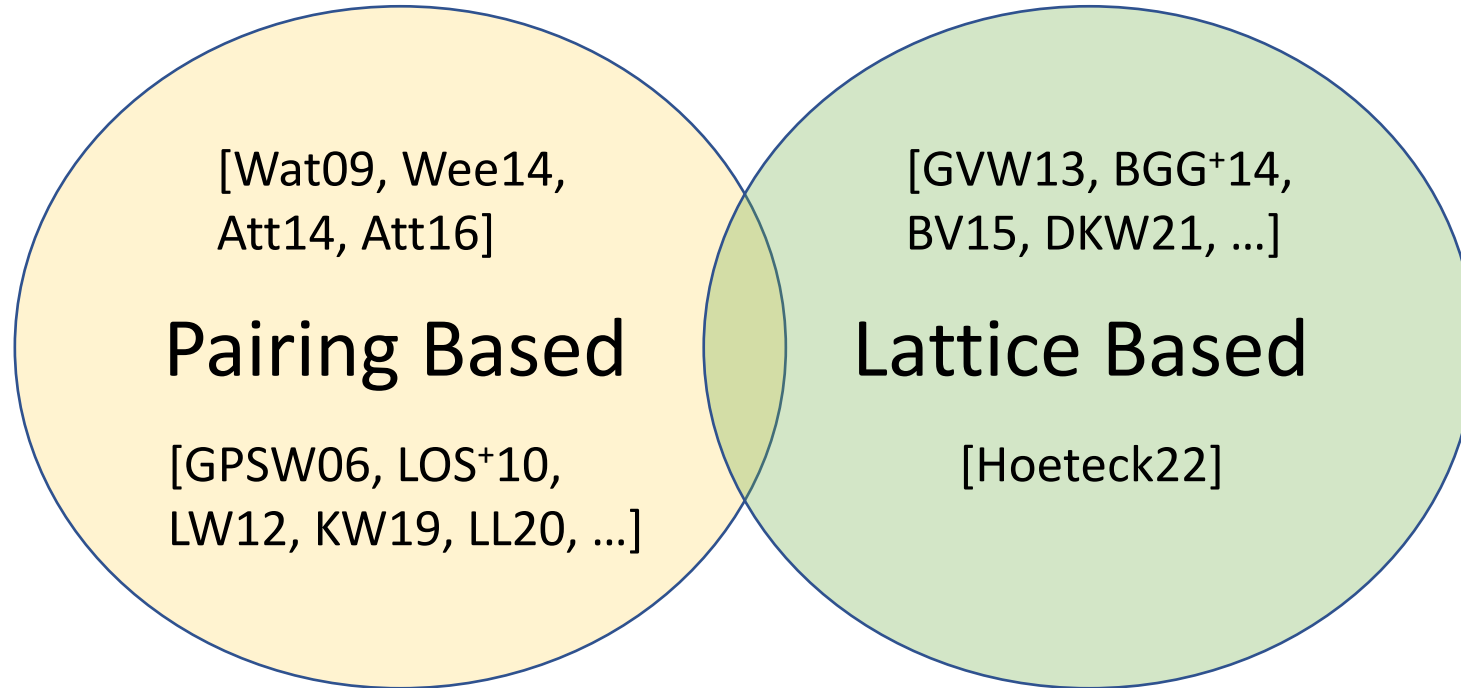 [Wat09, Wee14,
Att14, Att16]
Pairing Based
[GPSW06, LOS⁺10,
LW12, KW19, LL20, …]
[GVW13, BGG⁺14,
BV15, DKW21, …]
Lattice Based
[Hoeteck22]